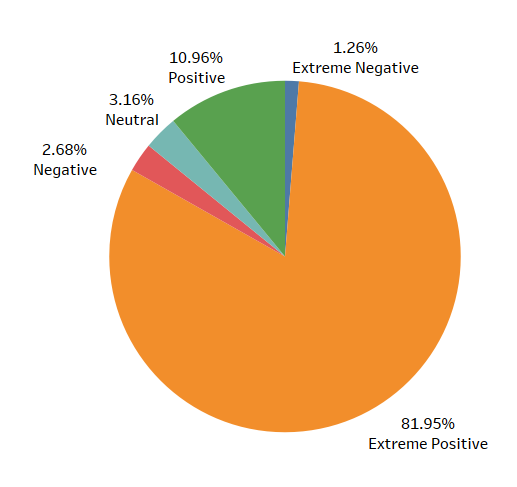 1.26%
Extreme Negative
10.96%
Positive
3.16%
Neutral
2.68%
Negative
81.95%
Extreme Positive